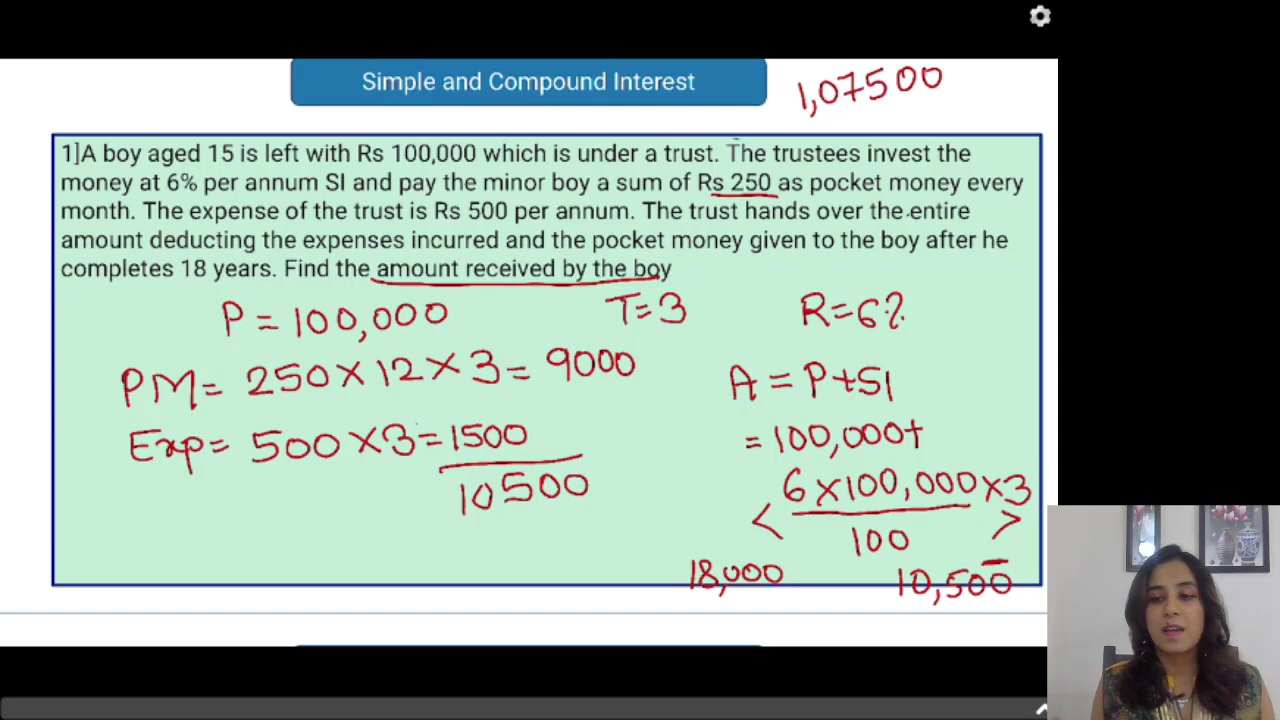 Simple and Compound Interest
1,07500
1]A boy aged 15 is left with Rs 100,000 which is under a trust. The trustees invest the
money at 6% per annum SI and pay the minor boy a sum of Rs 250 as pocket money every
month. The expense of the trust is Rs 500 per annum. The trust hands over the entire
amount deducting the expenses incurred and the pocket money given to the boy after he
completes 18 years. Find the amount received by the boy
P = 100,000 T=3 R=6%
PM= 250×12×3= 9000
A = P+SI
Exp= 500×3=1500
= 100,000+
10500
6×100,000×3
< 100 >
18,000 10,500